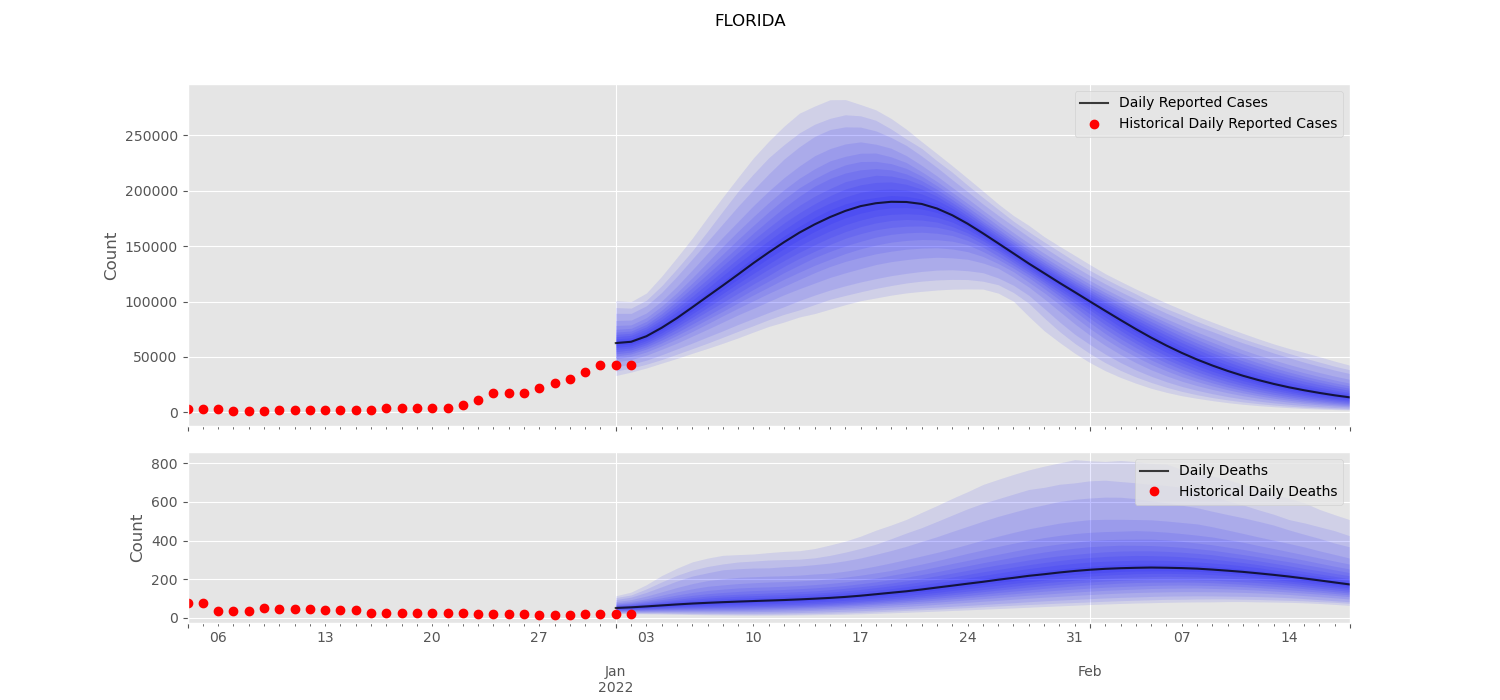 FLORIDA
Daily Reported Cases
Historical Daily Reported Cases
250000
200000
150000
100000
50000
0
Count
Daily Deaths
Historical Daily Deaths
800
600
400
200
0
Count
06 13 20 27 03 10 17 24 31 07 14
Jan Feb
2022